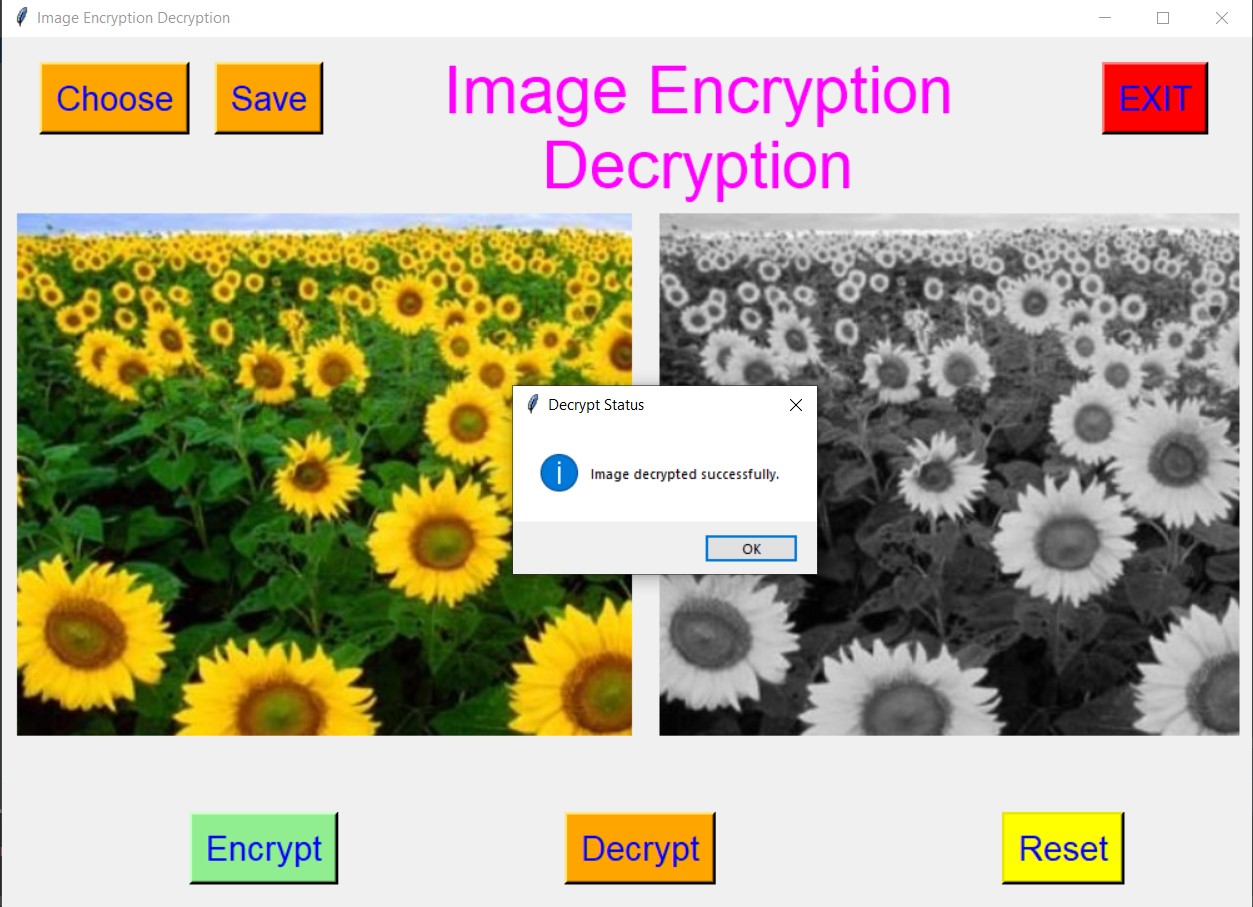 Image Encryption Decryption
Choose
Save
Image Encryption
Decryption
EXIT
Decrypt Status
Image decrypted successfully.
OK
Encrypt
Decrypt
Reset